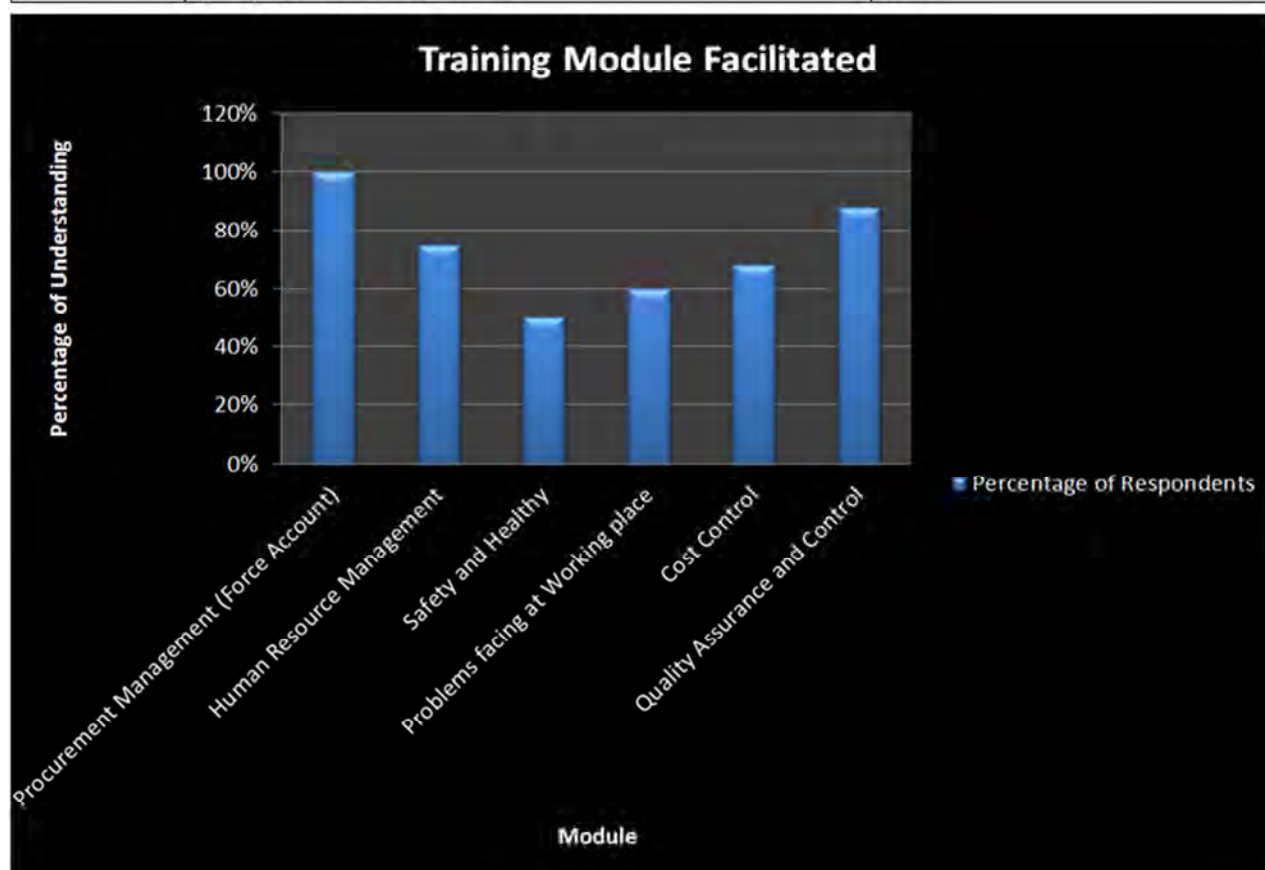 Training Module Facilitated
Percentage of Understanding
120%
100%
80%
60%
40%
20%
0%
Procurement Management (Force Account)
Human Resource Management
Safety and Healthy
Problems facing at Working place
Cost Control
Quality Assurance and Control
Percentage of Respondents
Module